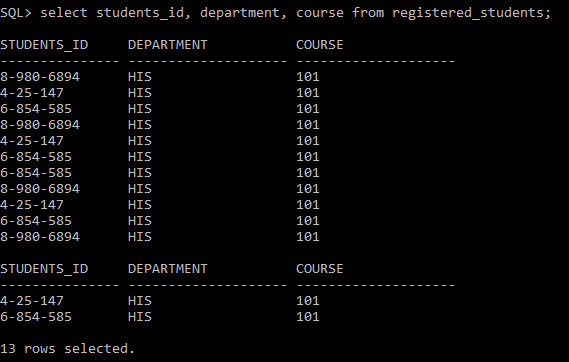 SQL> select students_id, department, course from registered_students;
STUDENTS_ID DEPARTMENT COURSE
--------------- -------------------- --------------------
8-980-6894 HIS 101
4-25-147 HIS 101
6-854-585 HIS 101
8-980-6894 HIS 101
4-25-147 HIS 101
6-854-585 HIS 101
6-854-585 HIS 101
8-980-6894 HIS 101
4-25-147 HIS 101
6-854-585 HIS 101
8-980-6894 HIS 101
STUDENTS_ID DEPARTMENT COURSE
--------------- -------------------- --------------------
4-25-147 HIS 101
6-854-585 HIS 101
13 rows selected.